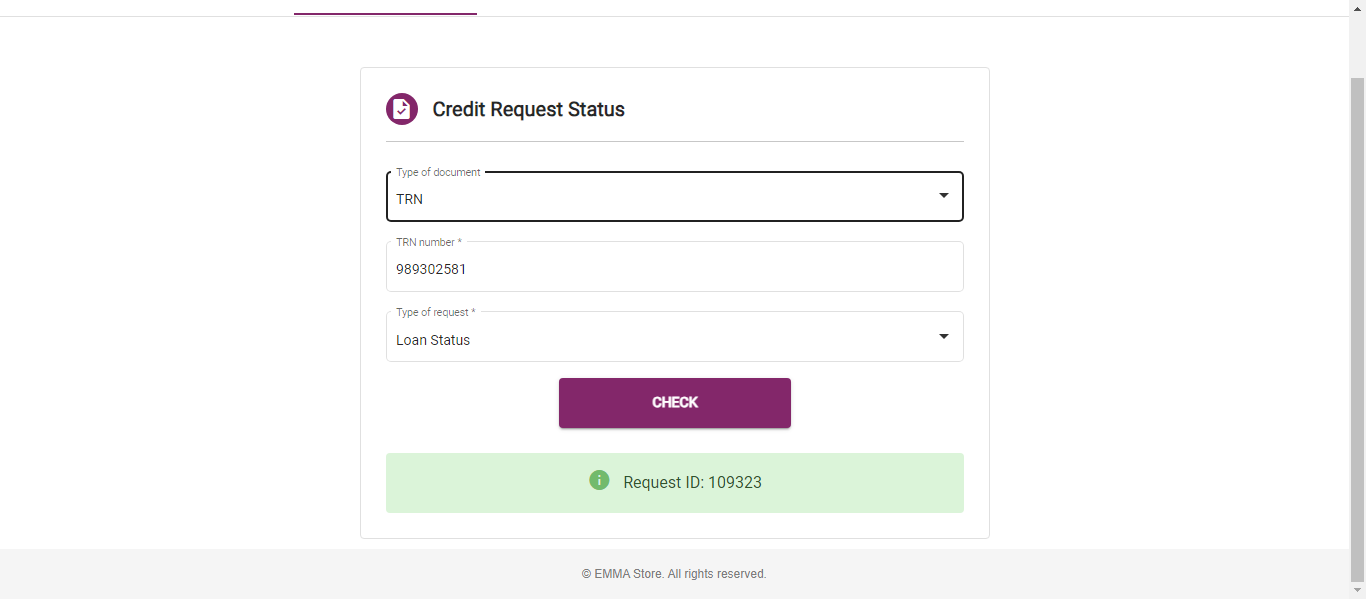 Credit Request Status
Type of document
TRN
TRN number *
989302581
Type of request *
Loan Status
CHECK
Request ID: 109323
© EMMA Store. All rights reserved.